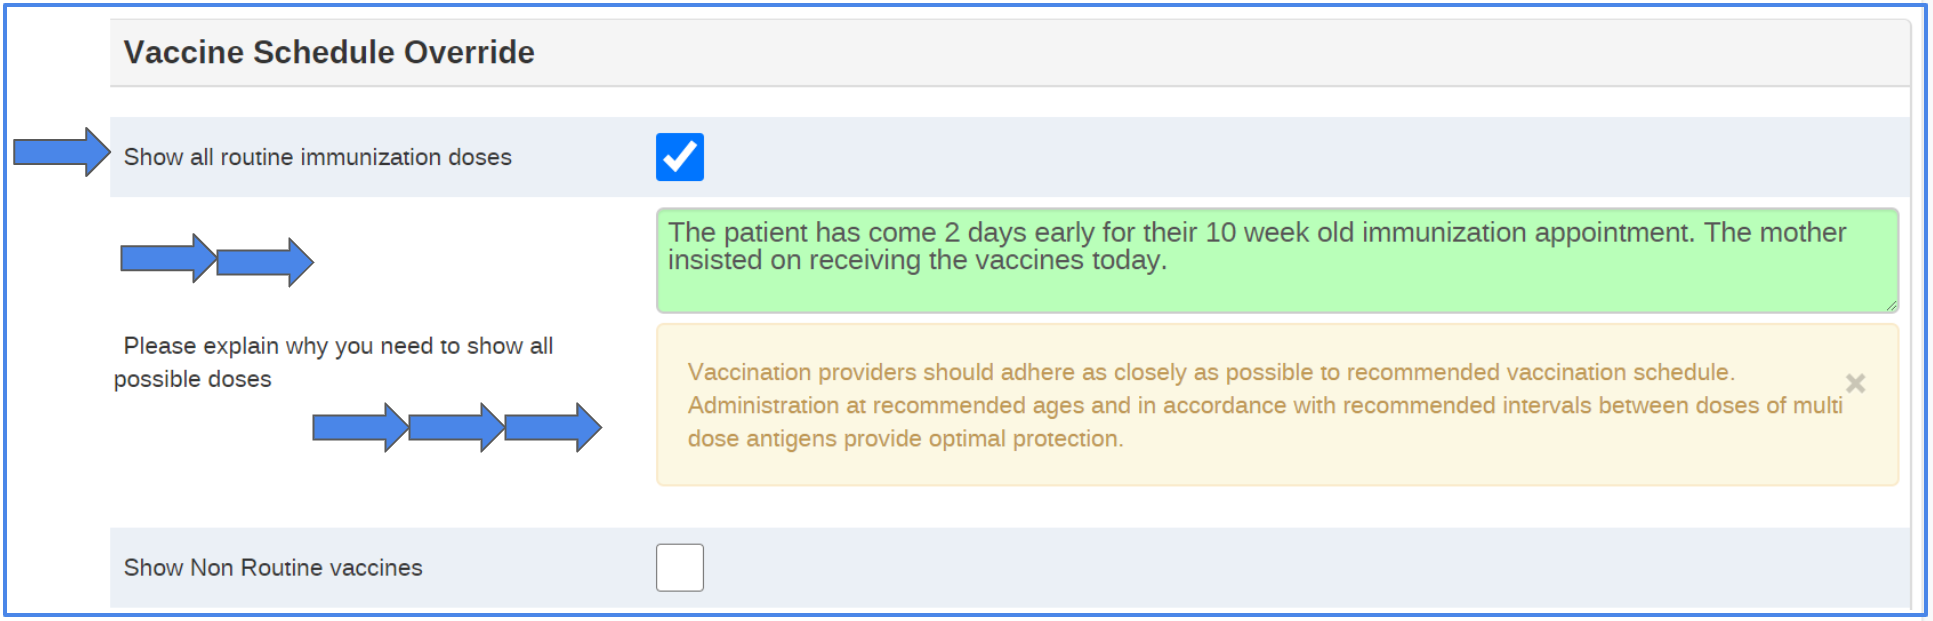 Vaccine Schedule Override
Show all routine immunization doses
The patient has come 2 days early for their 10 week old immunization appointment. The mother
insisted on receiving the vaccines today.
Please explain why you need to show all
possible doses
Vaccination providers should adhere as closely as possible to recommended vaccination schedule.
Administration at recommended ages and in accordance with recommended intervals between doses of multi
dose antigens provide optimal protection.
Show Non Routine vaccines